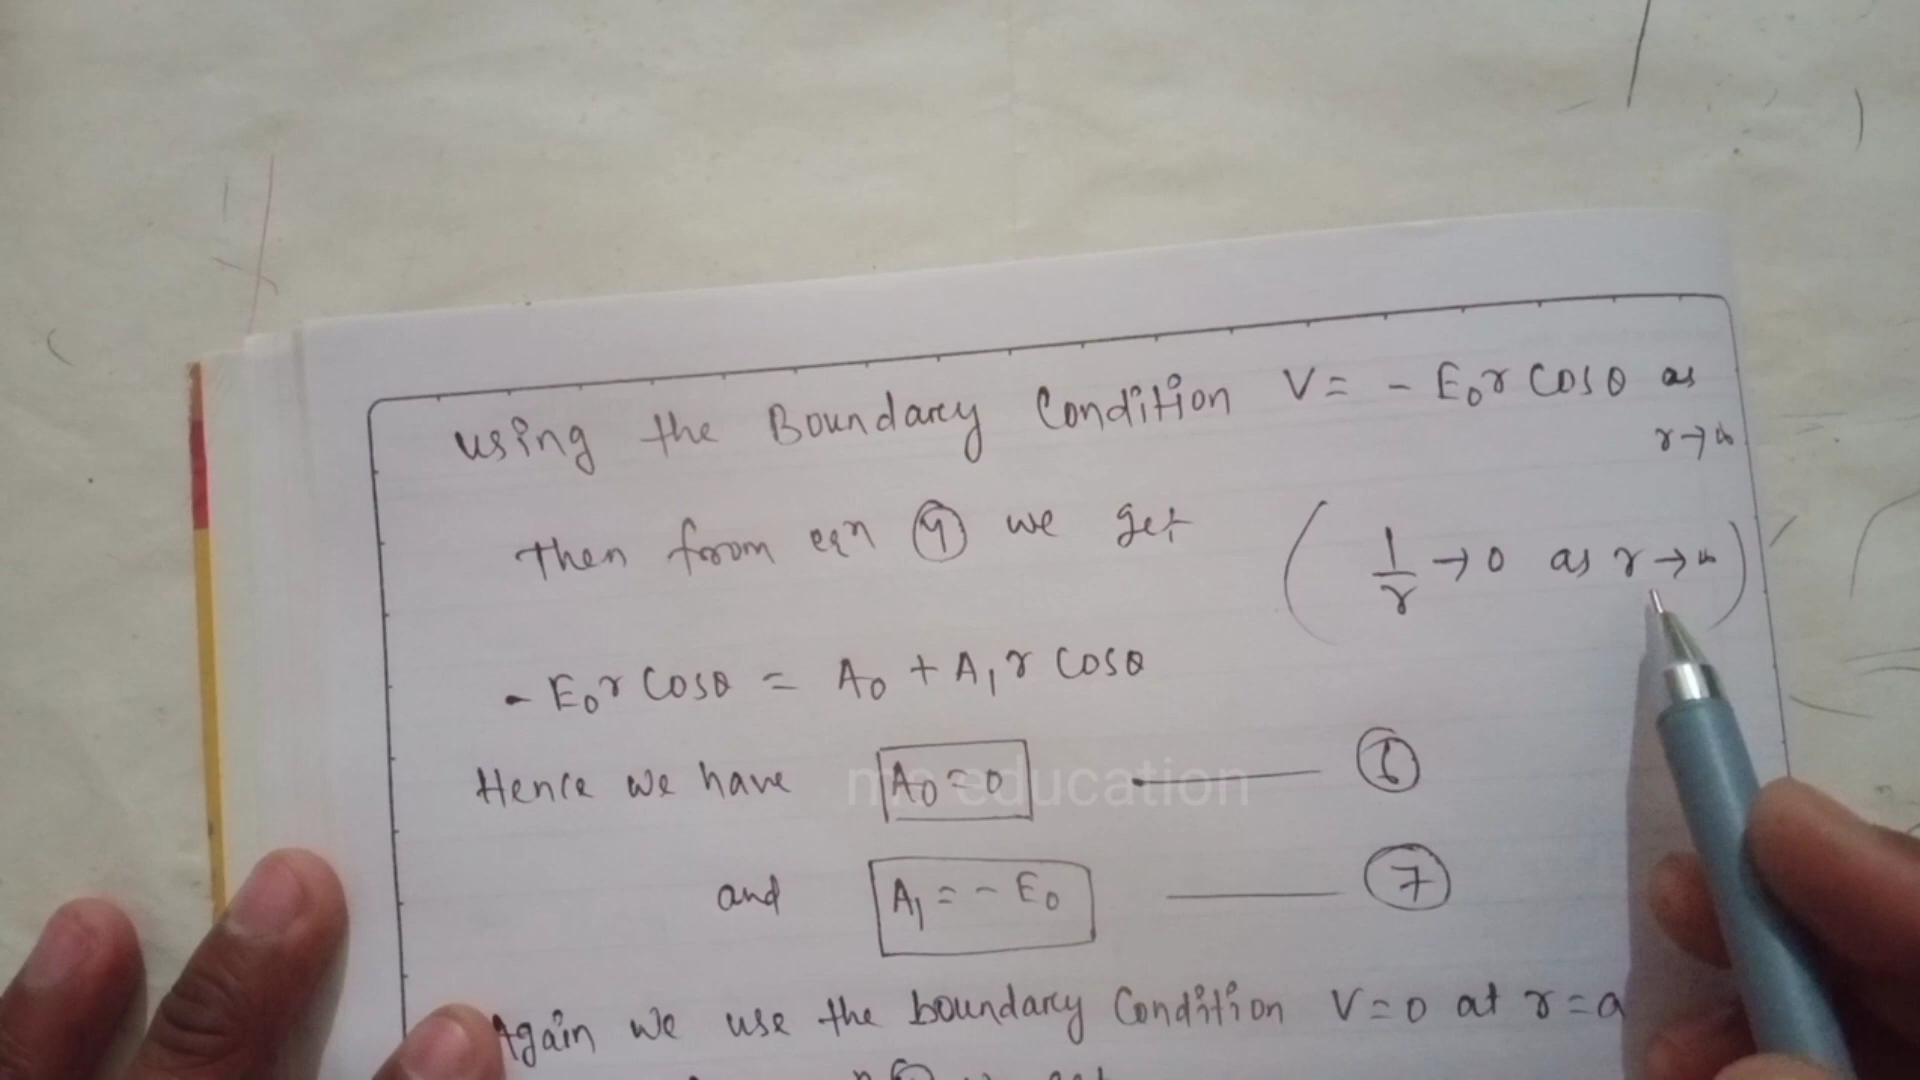 using the Boundary Condition V = - E₀r Cosθ as
r→∞
Then from eqn ④ we get (1/r → 0 as r→∞)
- E₀r Cosθ = A₀ + A₁r Cosθ
Hence we have A₀ = 0 —— ⑥
and A₁ = - E₀ —— ⑦
education
Again we use the boundary Condition V = 0 at r = a